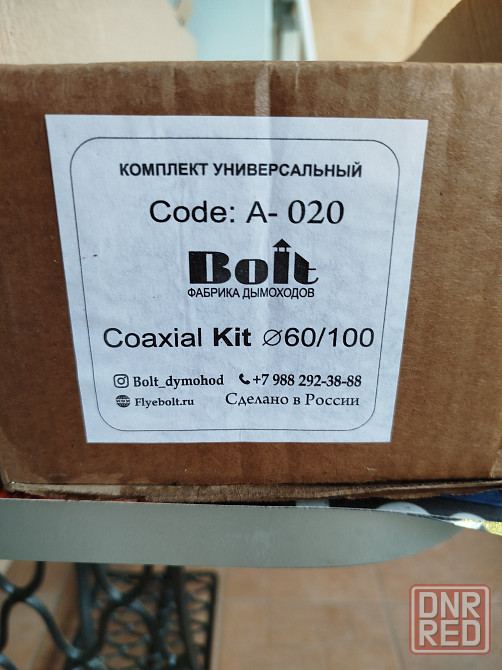 КОМПЛЕКТ УНИВЕРСАЛЬНЫЙ
Code: A- 020
Bolt
ФАБРИКА ДЫМОХОДОВ
Coaxial Kit ⌀60/100
Bolt_dymohod +7 988 292-38-88
Flyebolt.ru Сделано в России
DNR
RED